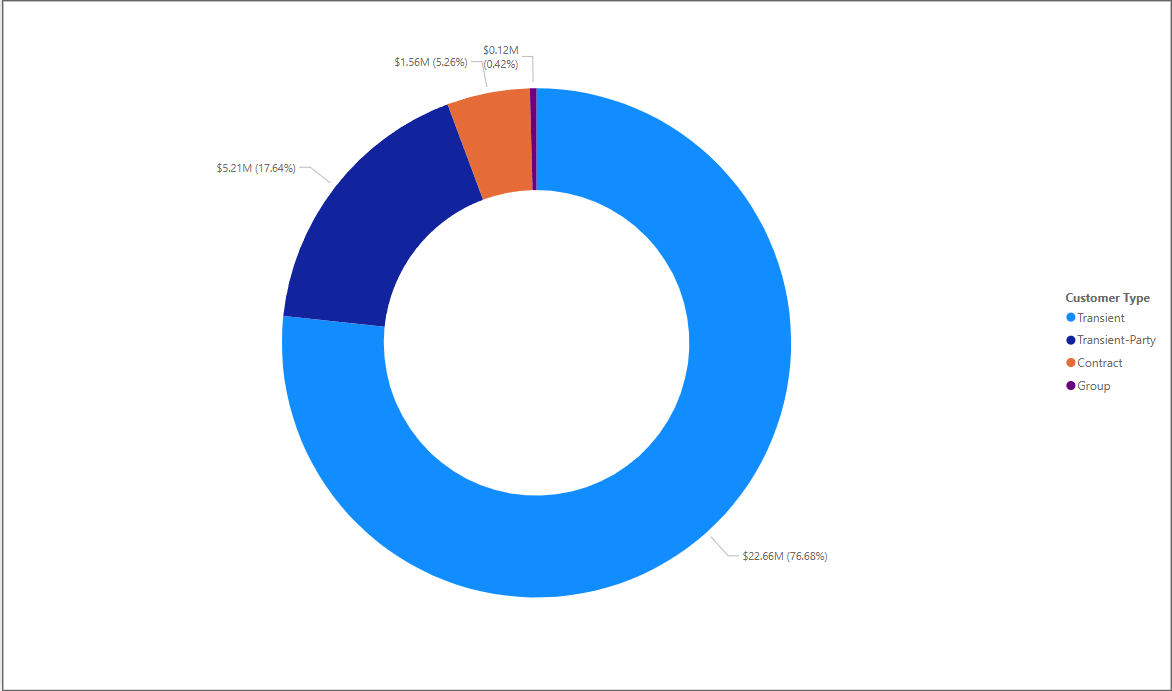 $0.12M
(0.42%)
$1.56M (5.26%)
$5.21M (17.64%)
$22.66M (76.68%)
Customer Type
Transient
Transient-Party
Contract
Group